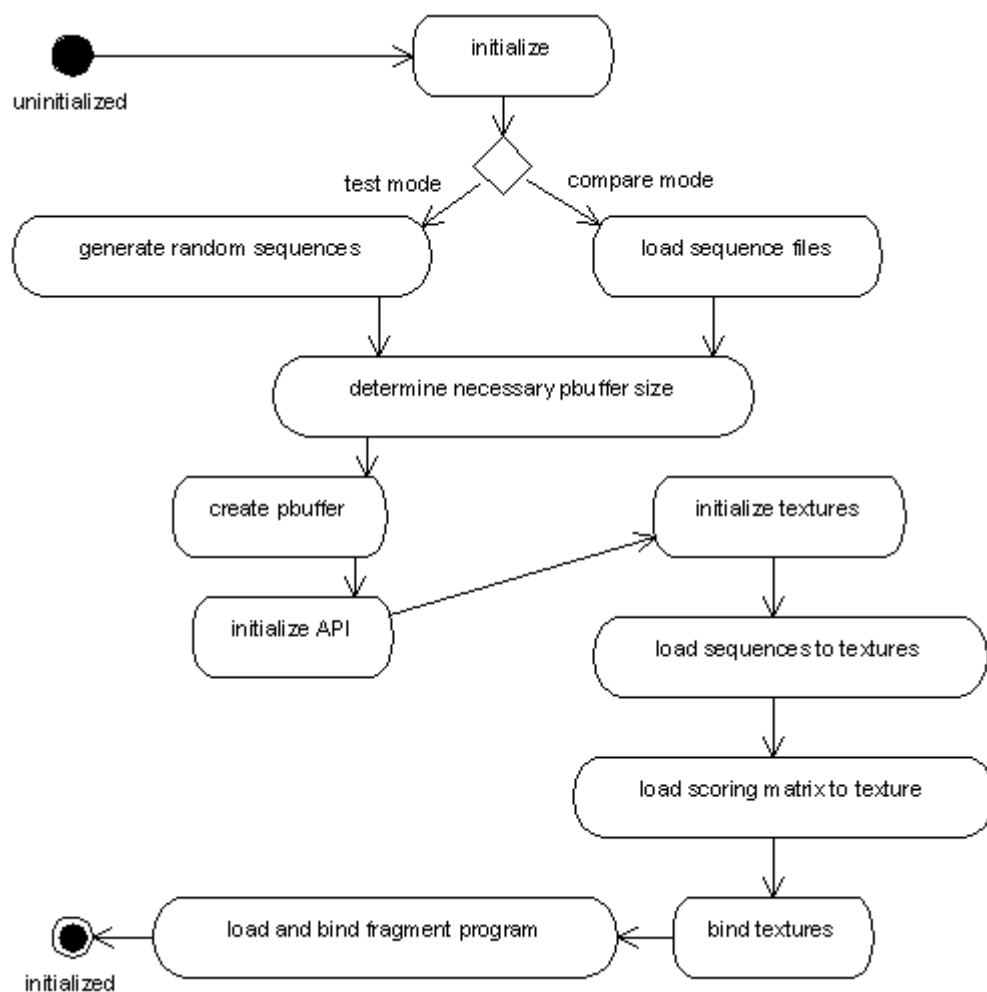 initialize
uninitialized
test mode
compare mode
generate random sequences
load sequence files
determine necessary pbuffer size
create pbuffer
initialize textures
initialize API
load sequences to textures
load scoring matrix to texture
load and bind fragment program
bind textures
initialized